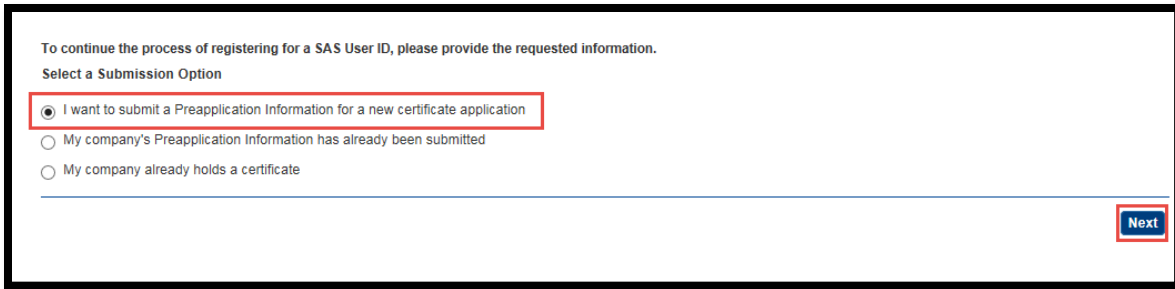 To continue the process of registering for a SAS User ID, please provide the requested information.
Select a Submission Option
I want to submit a Preapplication Information for a new certificate application
My company's Preapplication Information has already been submitted
My company already holds a certificate
Next